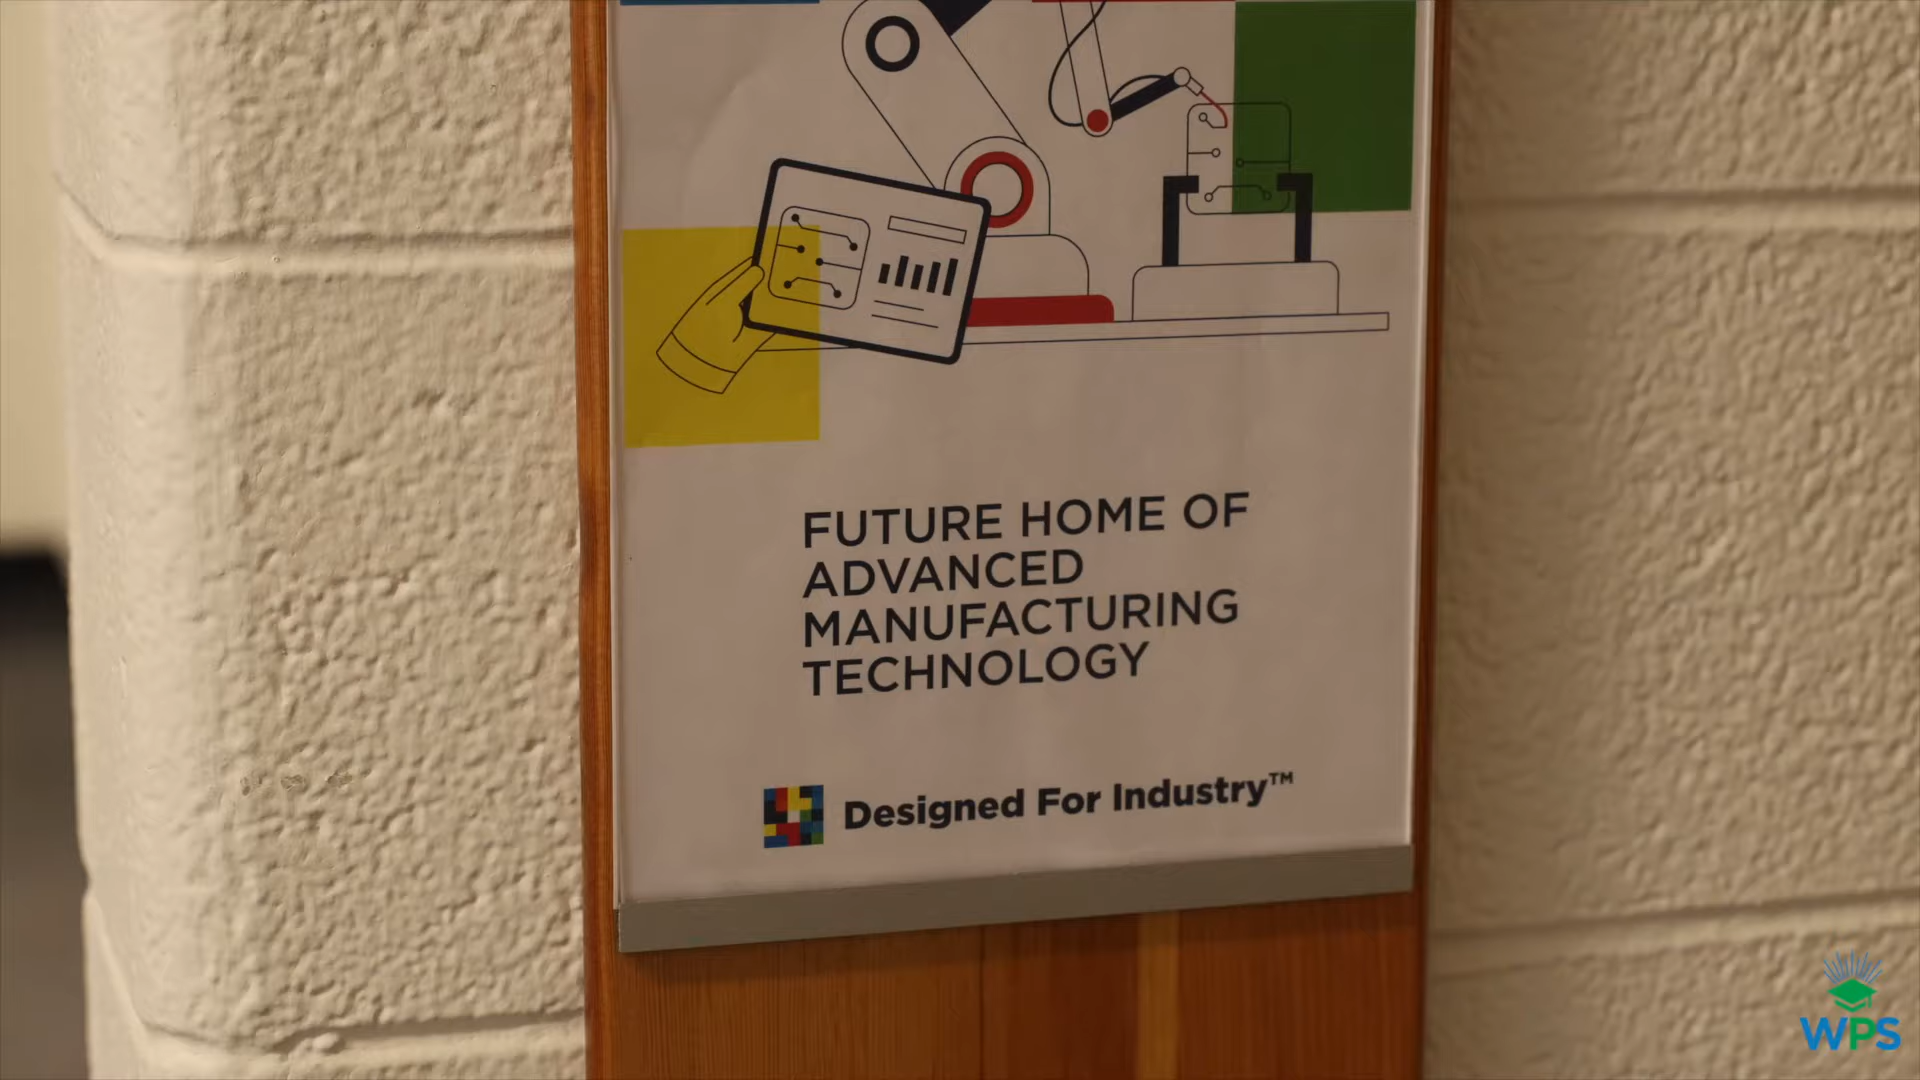 FUTURE HOME OF
ADVANCED
MANUFACTURING
TECHNOLOGY
Designed For Industry™
WPS